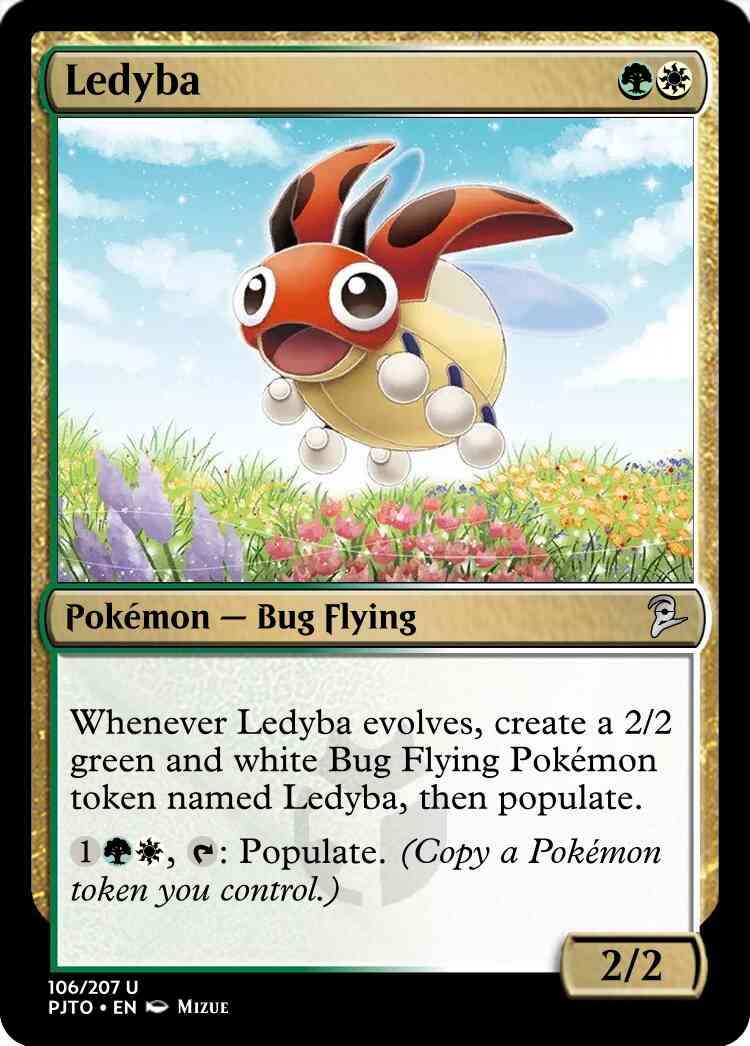 Ledyba
Pokémon — Bug Flying
Whenever Ledyba evolves, create a 2/2
green and white Bug Flying Pokémon
token named Ledyba, then populate.
1, : Populate. (Copy a Pokémon
token you control.)
2/2
106/207 U
PJTO • EN Mizue